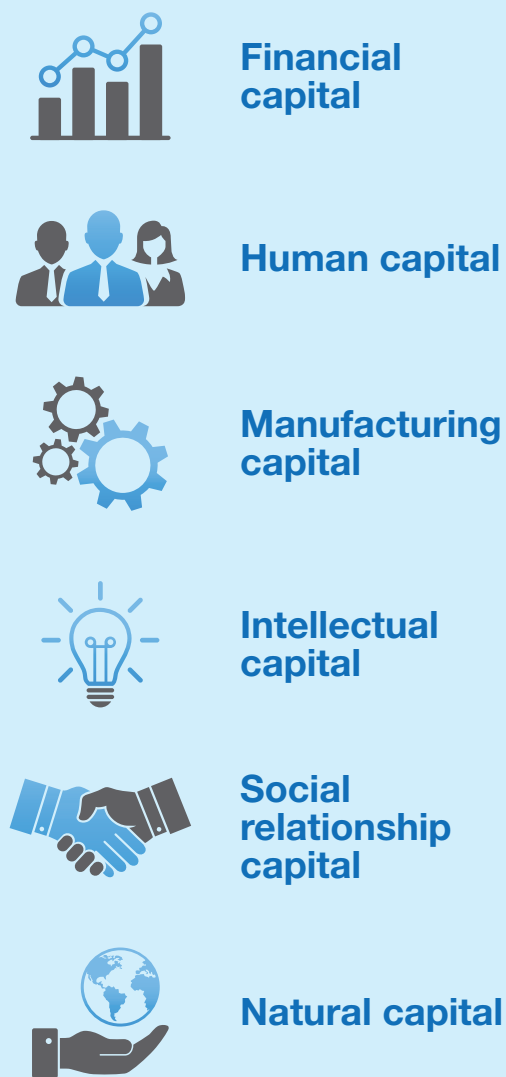 Financial
capital
Human capital
Manufacturing
capital
Intellectual
capital
Social
relationship
capital
Natural capital